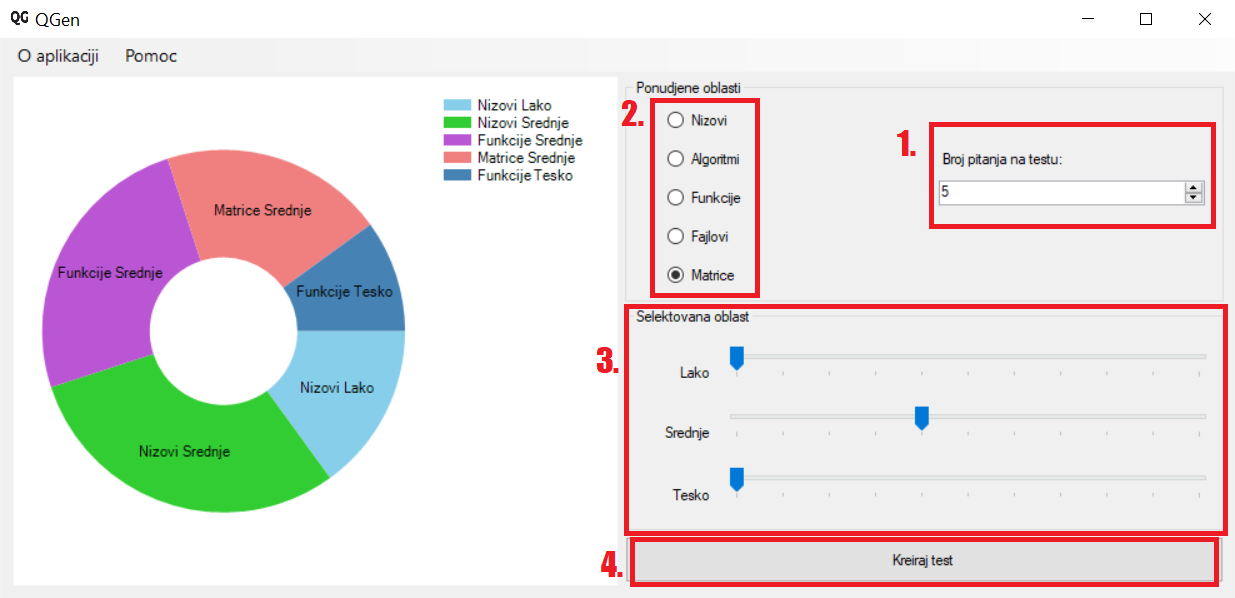 QG QGen
O aplikaciji Pomoc
Nizovi Lako
Nizovi Srednje
Funkcije Srednje
Matrice Srednje
Funkcije Tesko
Matrice Srednje
Funkcije Srednje
Funkcije Tesko
Nizovi Lako
Nizovi Srednje
Ponudjene oblasti
2.
Nizovi
Algoritmi
Funkcije
Fajlovi
Matrice
1.
Broj pitanja na testu:
5
Selektovana oblast
3.
Lako
Srednje
Tesko
4.
Kreiraj test